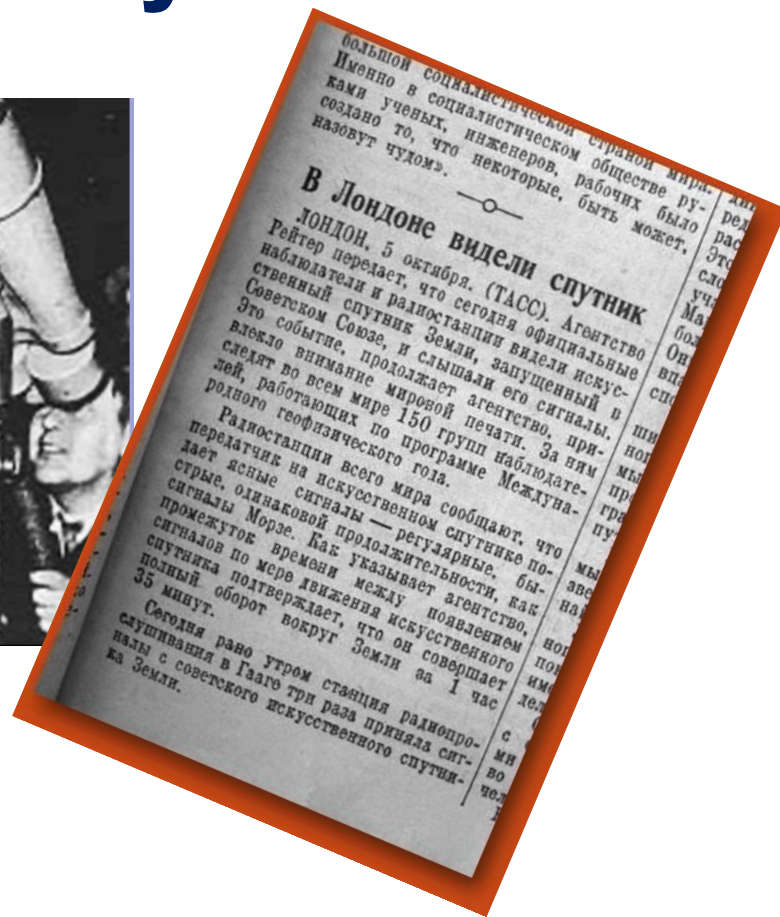 большой социалистической страной мира.
Именно в социалистическом обществе ру-
ками ученых, инженеров, рабочих было
создано то, что некоторые, быть может,
назовут чудом».
В Лондоне видели спутник
ЛОНДОН, 5 октября. (ТАСС). Агентство
Рейтер передает, что сегодня официальные
наблюдатели и радиостанции видели искус-
ственный спутник Земли, запущенный в
Советском Союзе, и слышали его сигналы.
Это событие, продолжает агентство, при-
влекло внимание мировой печати. За ним
следят во всем мире 150 групп наблюдате-
лей, работающих по программе Междуна-
родного геофизического года.
Радиостанции всего мира сообщают, что
передатчик на искусственном спутнике по-
дает ясные сигналы — регулярные, бы-
стрые, одинаковой продолжительности, как
сигналы Морзе. Как указывает агентство,
промежуток времени между появлением
сигналов по мере движения искусственного
спутника подтверждает, что он совершает
полный оборот вокруг Земли за 1 час
35 минут.
Сегодня рано утром станция радиопро-
слушивания в Гааге три раза приняла сиг-
налы с советского искусственного спутни-
ка Земли.